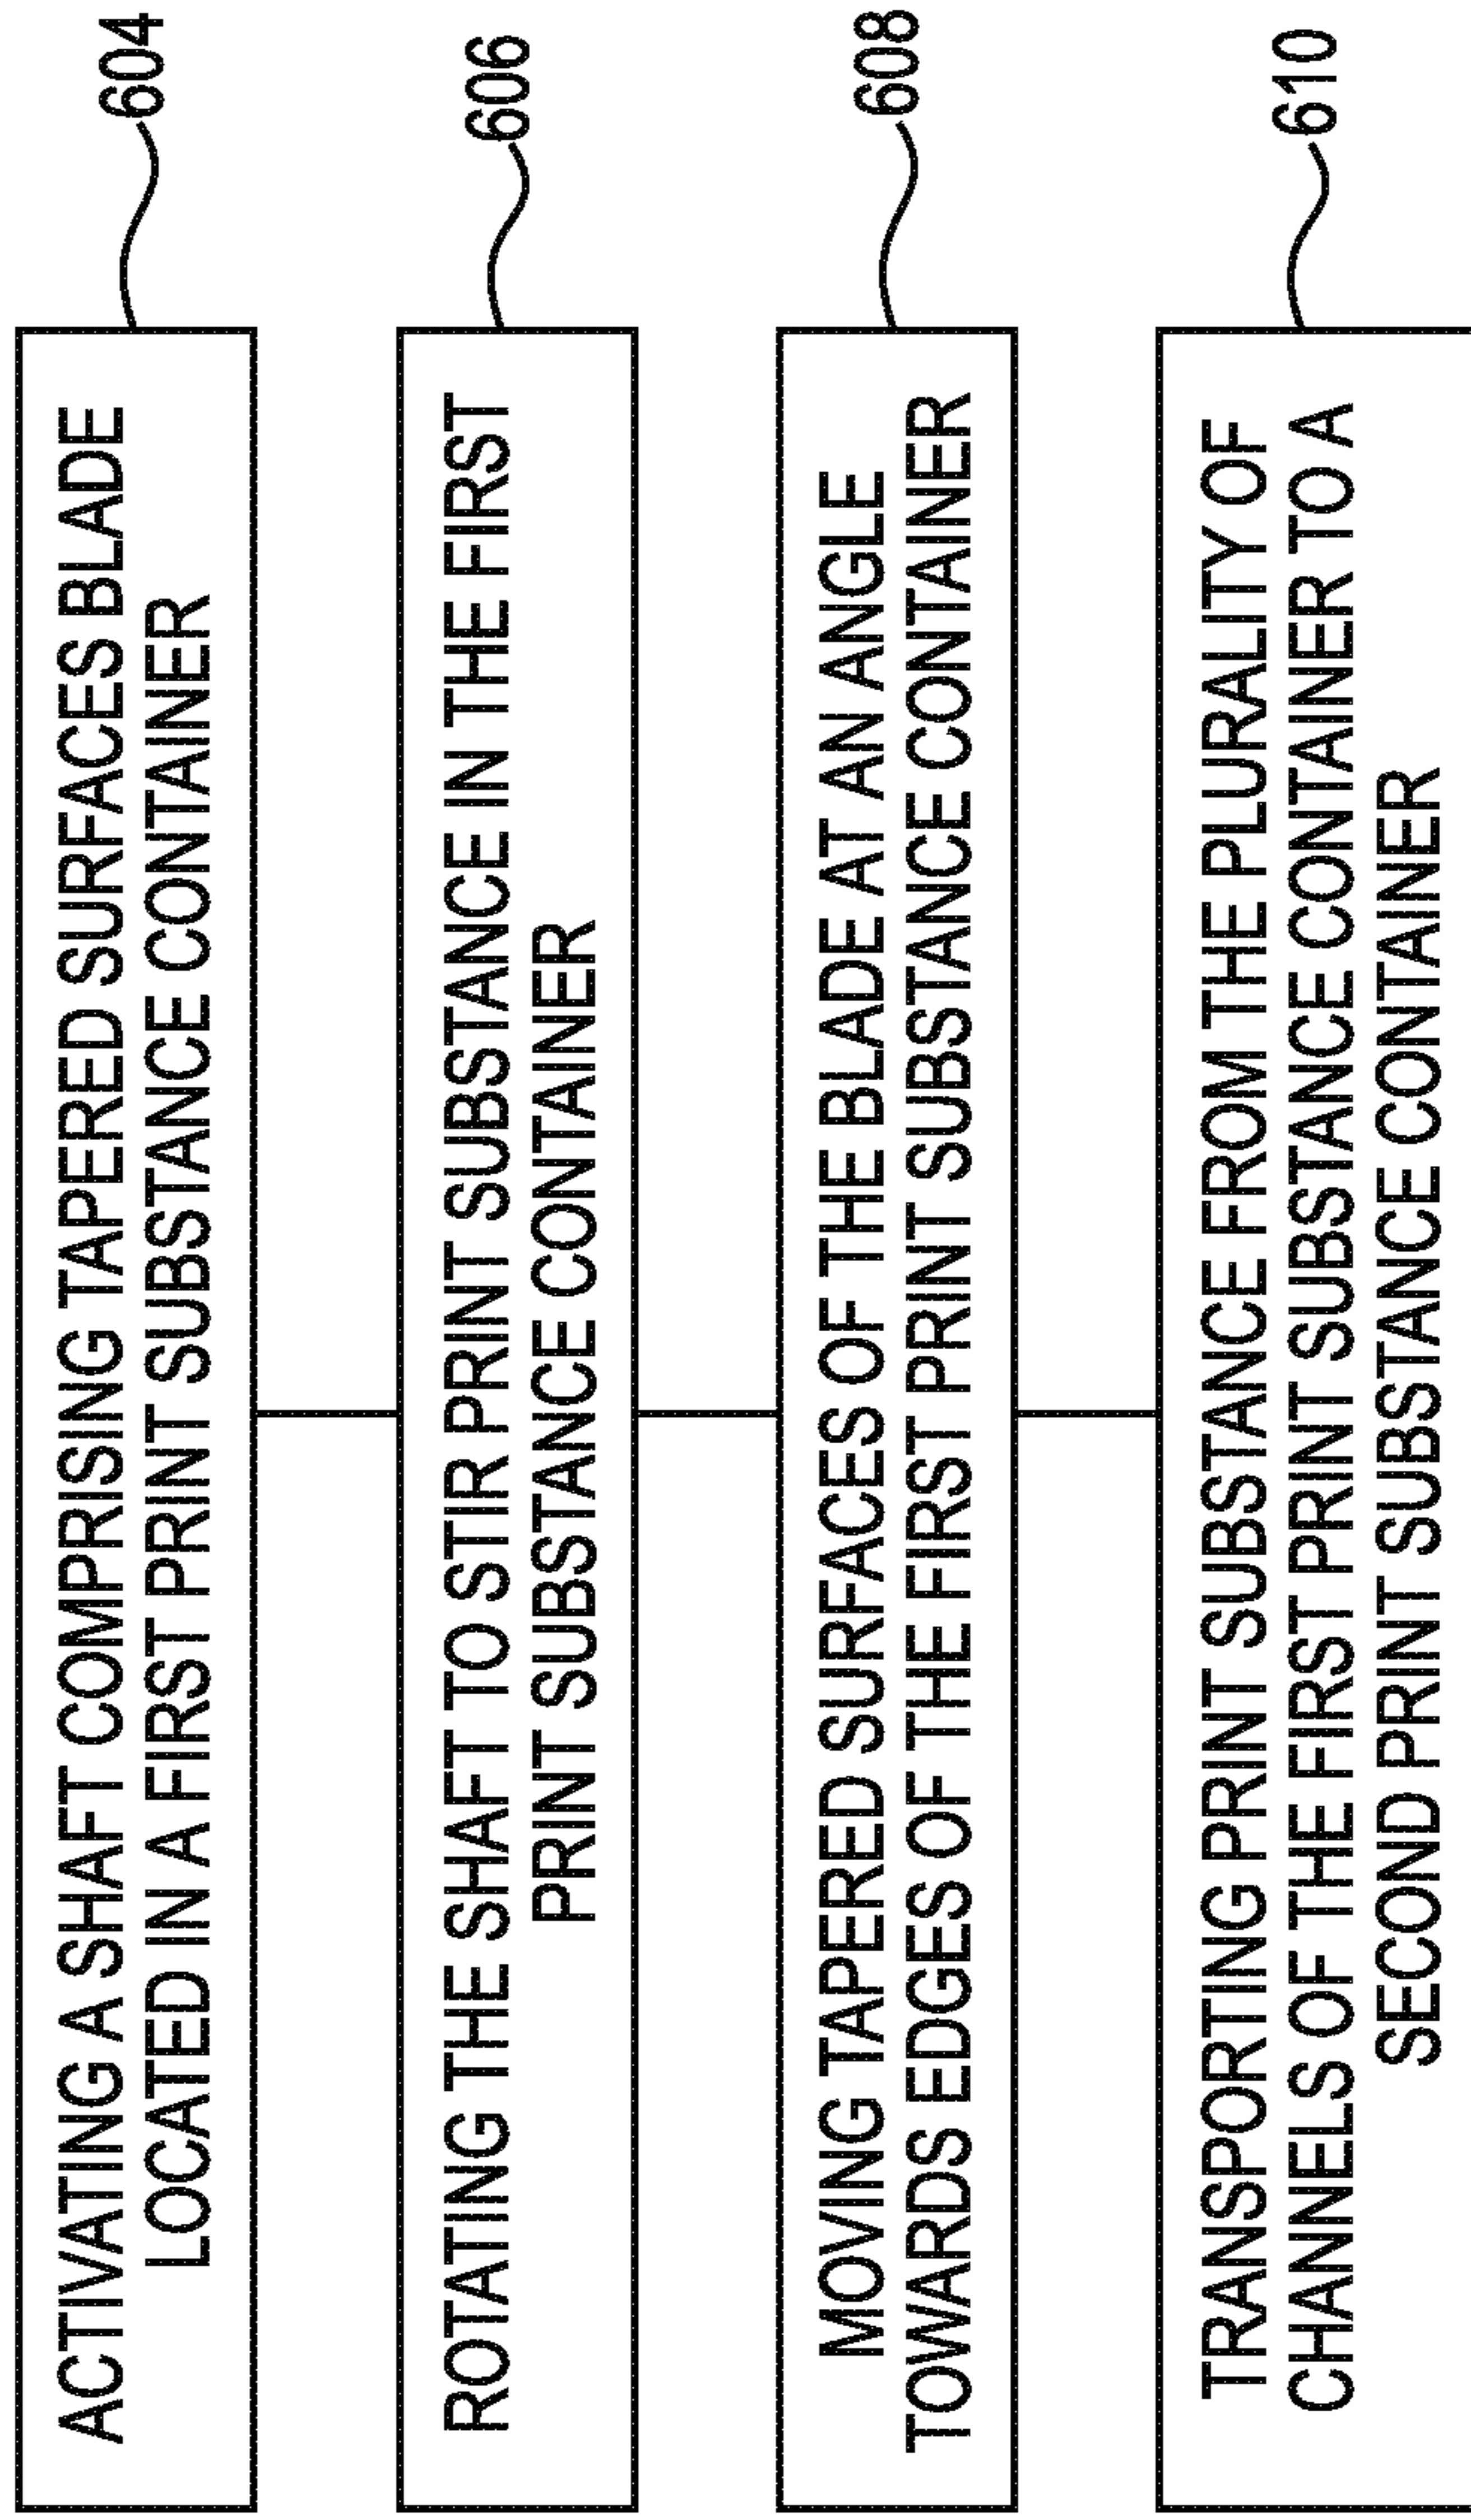 ACTIVATING A SHAFT COMPRISING TAPERED SURFACES BLADE
LOCATED IN A FIRST PRINT SUBSTANCE CONTAINER
604
ROTATING THE SHAFT TO STIR PRINT SUBSTANCE IN THE FIRST
PRINT SUBSTANCE CONTAINER
606
MOVING TAPERED SURFACES OF THE BLADE AT AN ANGLE
TOWARDS EDGES OF THE FIRST PRINT SUBSTANCE CONTAINER
608
TRANSPORTING PRINT SUBSTANCE FROM THE PLURALITY OF
CHANNELS OF THE FIRST PRINT SUBSTANCE CONTAINER TO A
SECOND PRINT SUBSTANCE CONTAINER
610